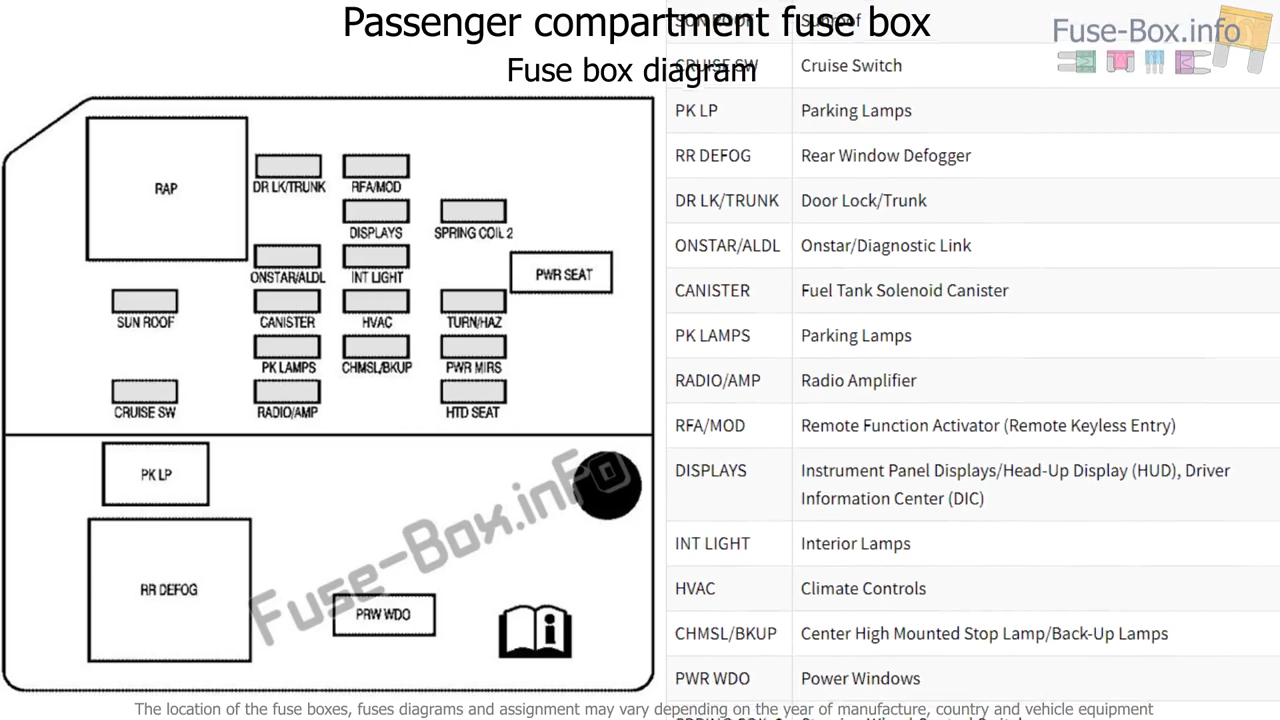 Passenger compartment fuse box
Fuse box diagram
Fuse-Box.info
RAP
DR LK/TRUNK
RFA/MOD
DISPLAYS
SPRING COIL 2
ONSTAR/ALDL
INT LIGHT
PWR SEAT
SUN ROOF
CANISTER
HVAC
TURN/HAZ
PK LAMPS
CHMSL/BKUP
PWR MIRS
CRUISE SW
RADIO/AMP
HTD SEAT
PK LP
RR DEFOG
PRW WDO
Fuse-Box.info
SUN ROOF Sunroof
CRUISE SW Cruise Switch
PK LP Parking Lamps
RR DEFOG Rear Window Defogger
DR LK/TRUNK Door Lock/Trunk
ONSTAR/ALDL Onstar/Diagnostic Link
CANISTER Fuel Tank Solenoid Canister
PK LAMPS Parking Lamps
RADIO/AMP Radio Amplifier
RFA/MOD Remote Function Activator (Remote Keyless Entry)
DISPLAYS Instrument Panel Displays/Head-Up Display (HUD), Driver
Information Center (DIC)
INT LIGHT Interior Lamps
HVAC Climate Controls
CHMSL/BKUP Center High Mounted Stop Lamp/Back-Up Lamps
PWR WDO Power Windows
The location of the fuse boxes, fuses diagrams and assignment may vary depending on the year of manufacture, country and vehicle equipment